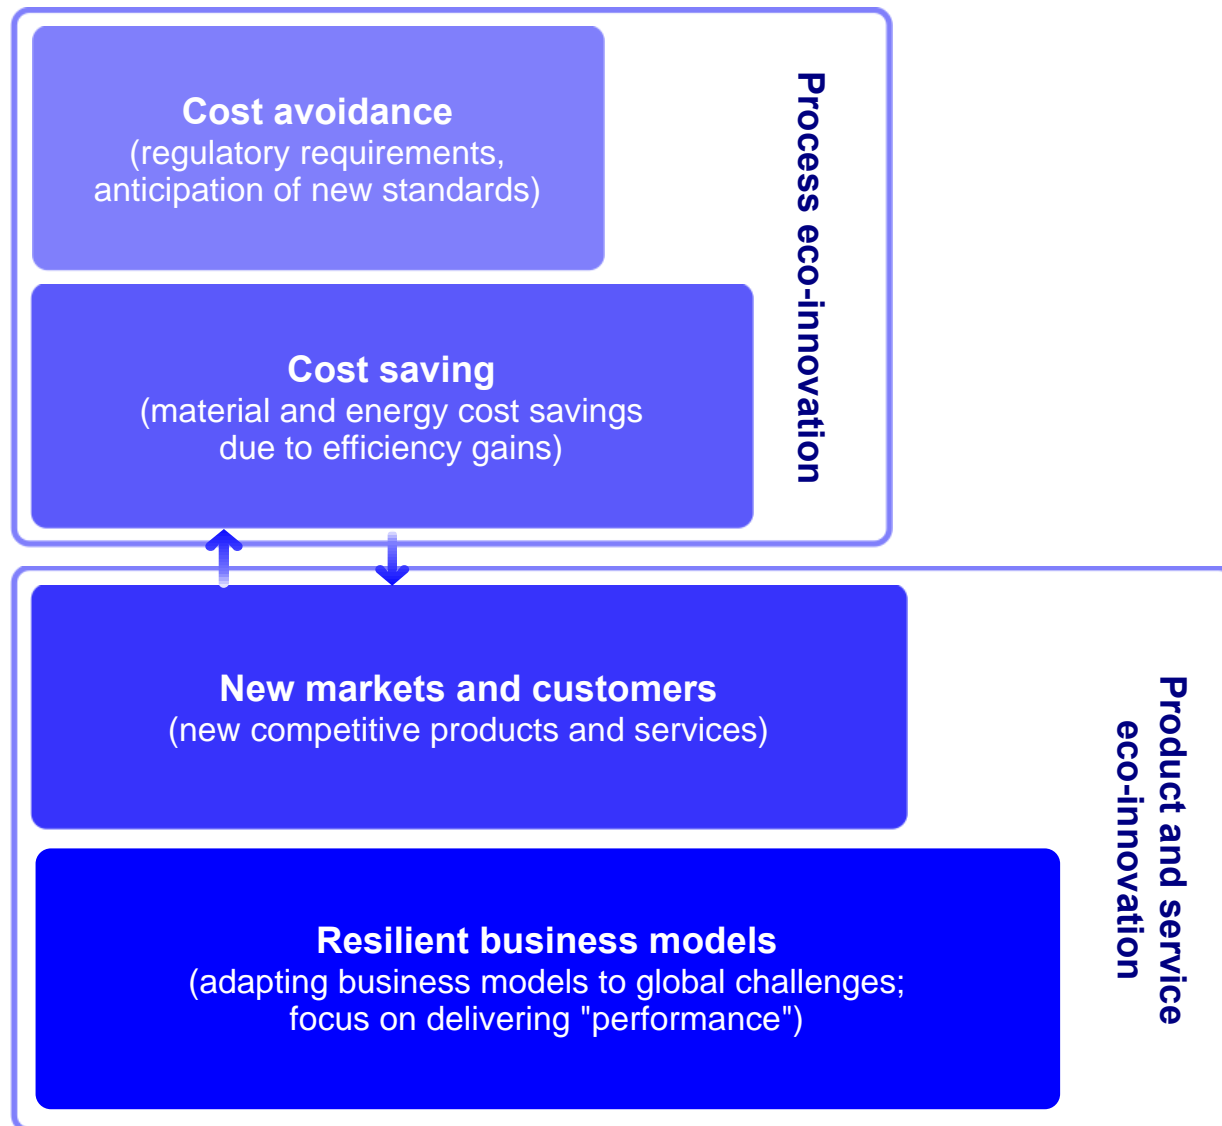 Cost avoidance
(regulatory requirements,
anticipation of new standards)
Process eco-innovation
Cost saving
(material and energy cost savings
due to efficiency gains)
New markets and customers
(new competitive products and services)
Product and service
eco-innovation
Resilient business models
(adapting business models to global challenges;
focus on delivering "performance")